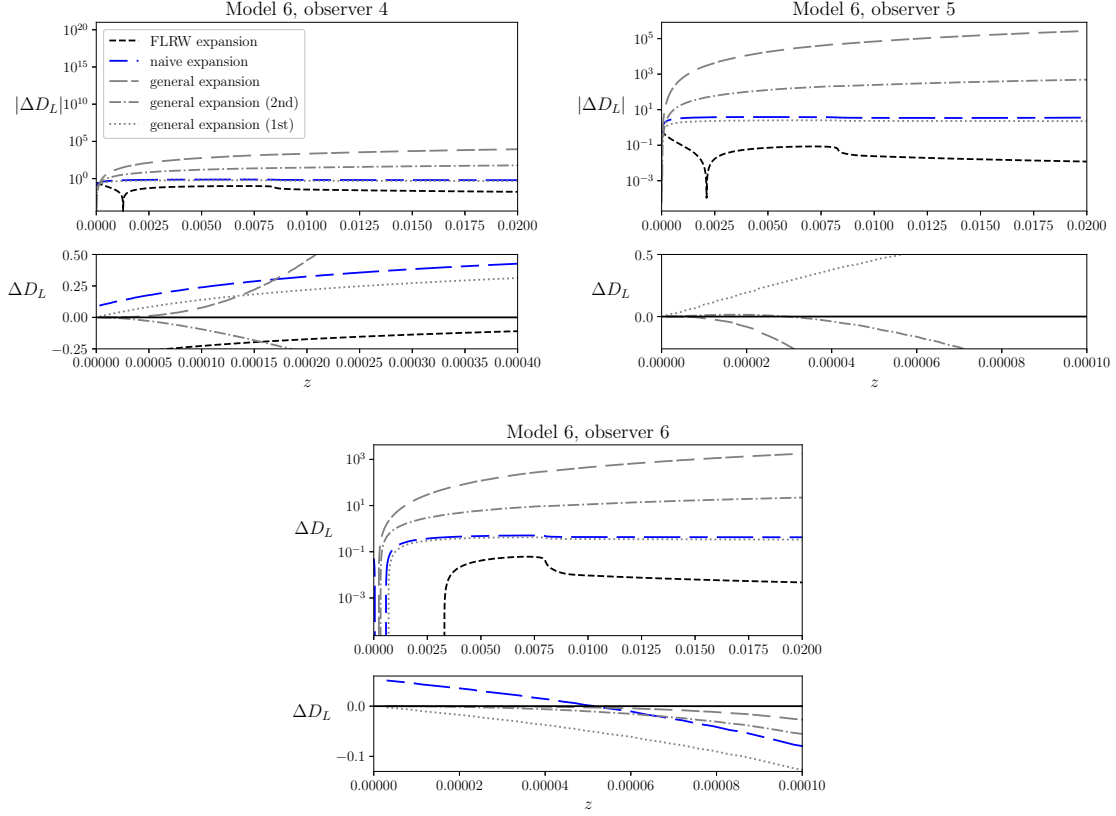 Model 6, observer 4
10^20
10^15
|ΔD_L| 10^10
10^5
10^0
FLRW expansion
naive expansion
general expansion
general expansion (2nd)
general expansion (1st)
0.0000 0.0025 0.0050 0.0075 0.0100 0.0125 0.0150 0.0175 0.0200
0.50
0.25
ΔD_L
0.00
−0.25
0.00000 0.00005 0.00010 0.00015 0.00020 0.00025 0.00030 0.00035 0.00040
z
Model 6, observer 5
10^5
10^3
|ΔD_L|
10^1
10^−1
10^−3
0.0000 0.0025 0.0050 0.0075 0.0100 0.0125 0.0150 0.0175 0.0200
0.5
ΔD_L
0.0
0.00000 0.00002 0.00004 0.00006 0.00008 0.00010
z
Model 6, observer 6
10^3
10^1
ΔD_L
10^−1
10^−3
0.0000 0.0025 0.0050 0.0075 0.0100 0.0125 0.0150 0.0175 0.0200
ΔD_L
0.0
−0.1
0.00000 0.00002 0.00004 0.00006 0.00008 0.00010
z